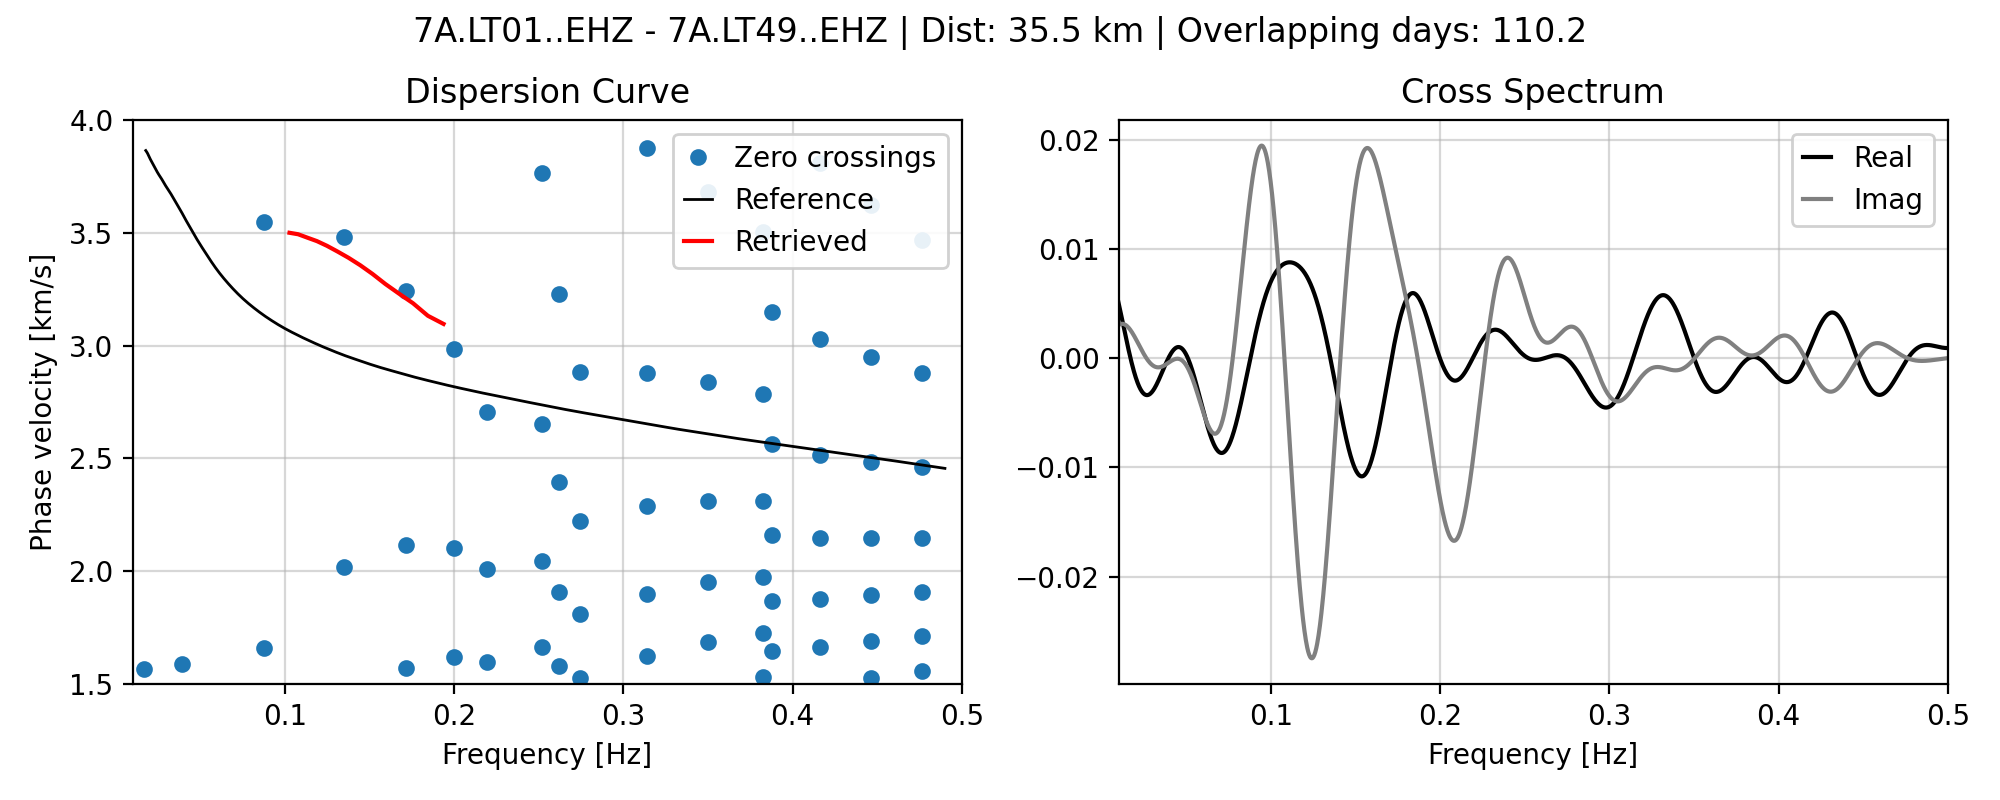 7A.LT01..EHZ - 7A.LT49..EHZ | Dist: 35.5 km | Overlapping days: 110.2
Dispersion Curve
4.0
3.5
3.0
2.5
2.0
1.5
Phase velocity [km/s]
Zero crossings
Reference
Retrieved
0.1 0.2 0.3 0.4 0.5
Frequency [Hz]
Cross Spectrum
0.02
0.01
0.00
−0.01
−0.02
Real
Imag
0.1 0.2 0.3 0.4 0.5
Frequency [Hz]